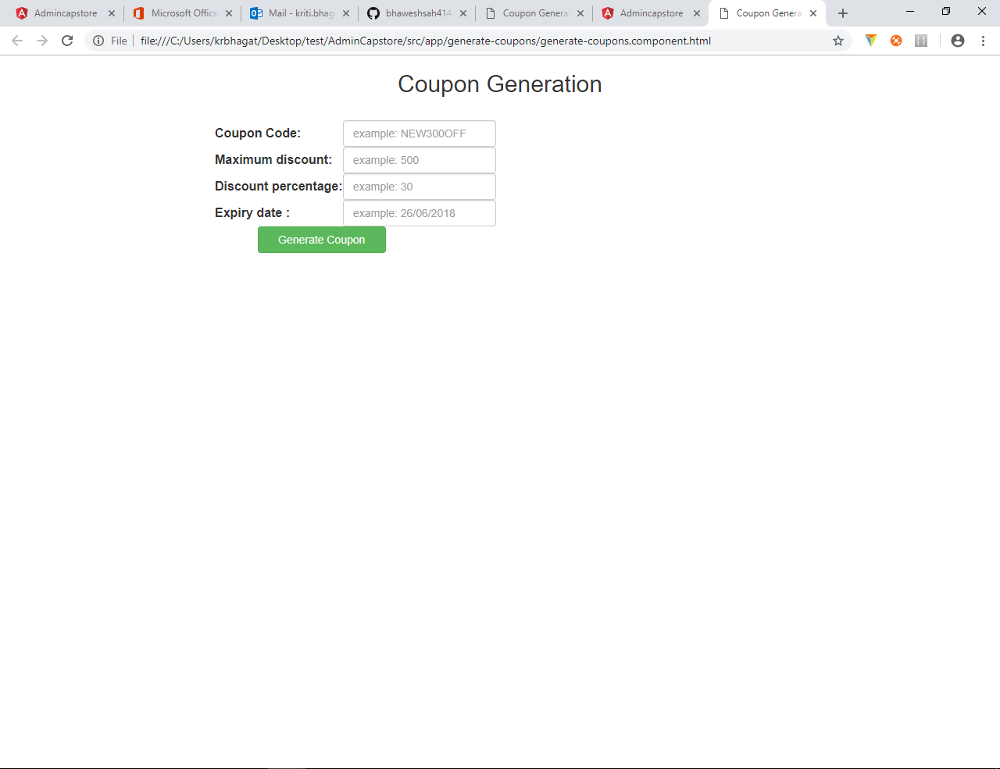 Admincapstore
Microsoft Office
Mail - kriti.bhag
bhaweshsah414
Coupon Genera
Admincapstore
Coupon Genera
File
file:///C:/Users/krbhagat/Desktop/test/AdminCapstore/src/app/generate-coupons/generate-coupons.component.html
Coupon Generation
Coupon Code: example: NEW300OFF
Maximum discount: example: 500
Discount percentage: example: 30
Expiry date : example: 26/06/2018
Generate Coupon